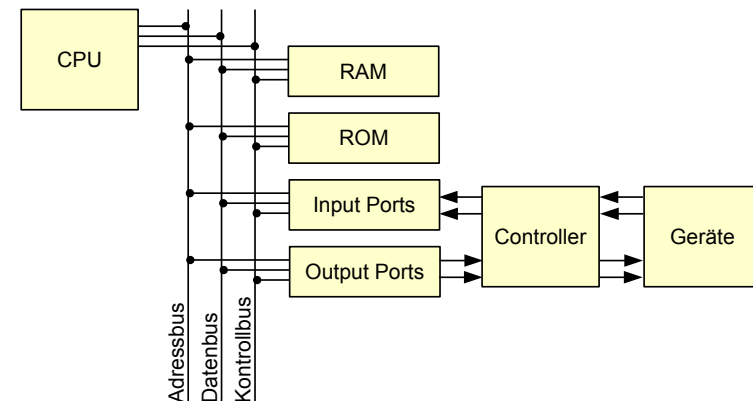 CPU
RAM
ROM
Input Ports
Controller
Geräte
Output Ports
Adressbus
Datenbus
Kontrollbus